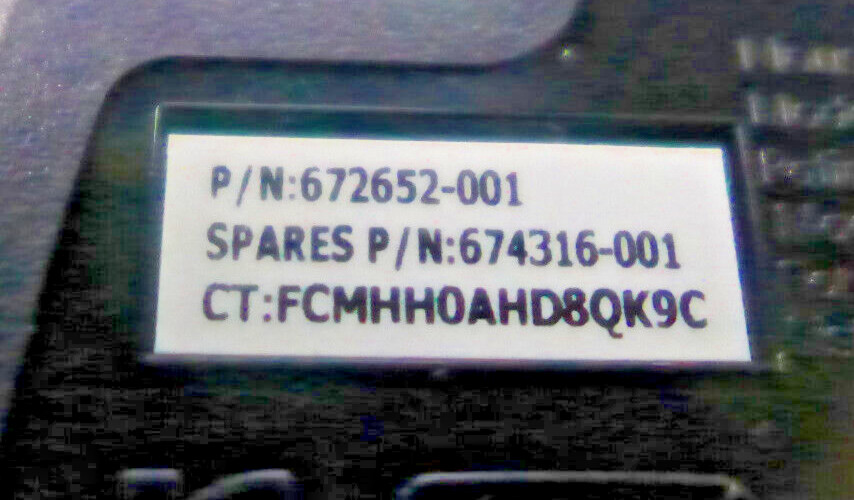 P/N:672652-001
SPARES P/N:674316-001
CT:FCMHH0AHD8QK9C